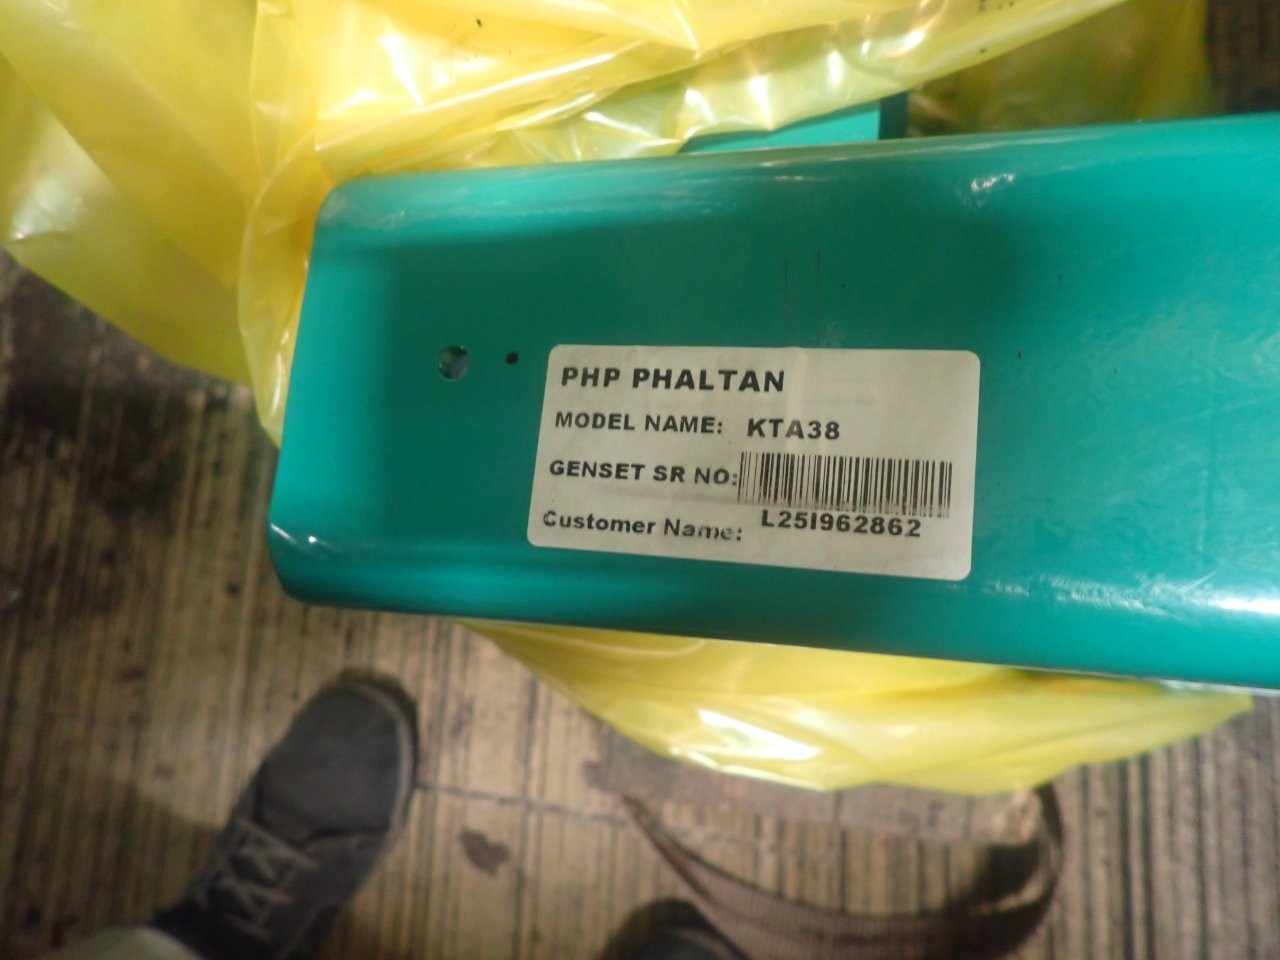 PHP PHALTAN
MODEL NAME: KTA38
GENSET SR NO:
L25I962862
Customer Name: